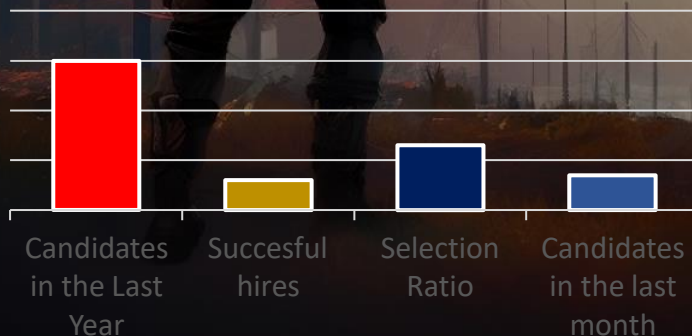 Candidates
in the Last
Year
Succesful
hires
Selection
Ratio
Candidates
in the last
month